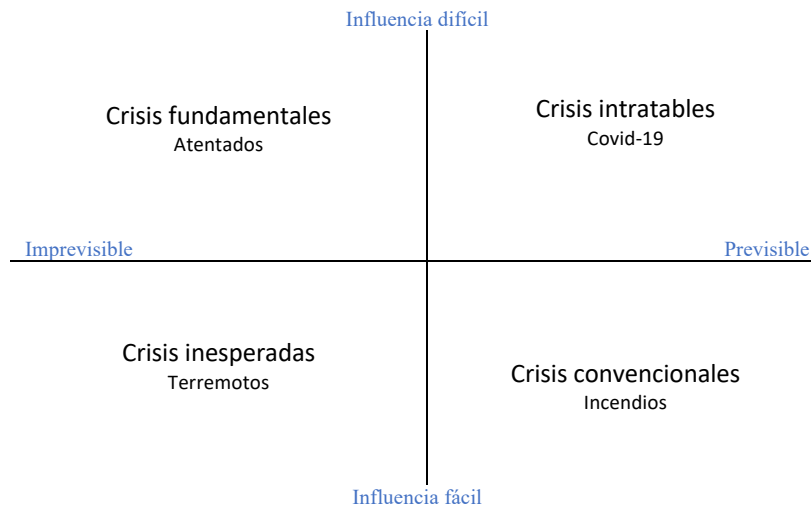 Influencia difícil
Crisis fundamentales
Atentados
Crisis intratables
Covid-19
Imprevisible
Previsible
Crisis inesperadas
Terremotos
Crisis convencionales
Incendios
Influencia fácil